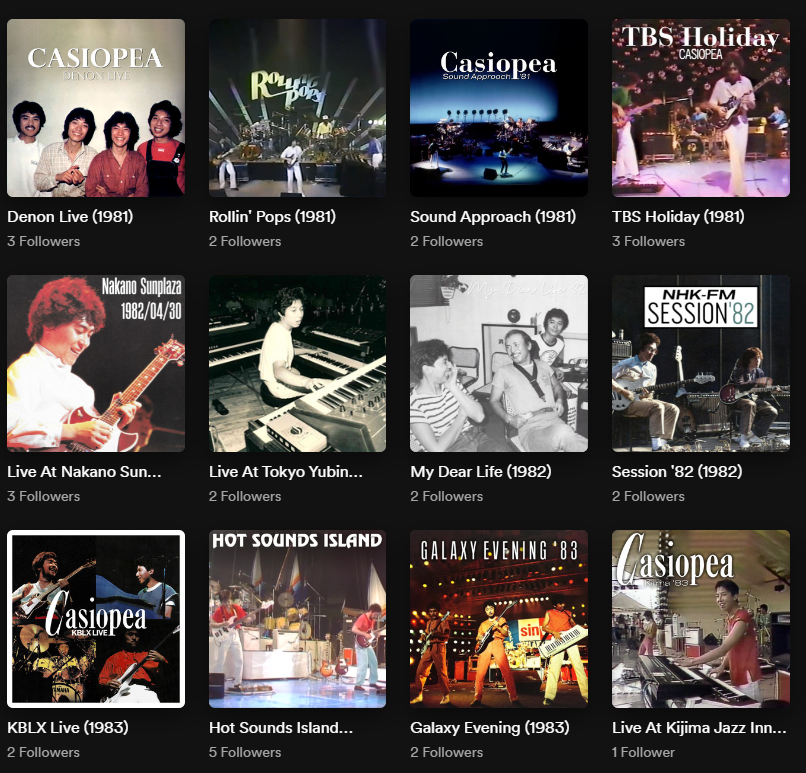 CASIOPEA
DENON LIVE
Rolling Pops
Casiopea
Sound Approach '81
TBS Holiday
CASIOPEA
Denon Live (1981)
Rollin' Pops (1981)
Sound Approach (1981)
TBS Holiday (1981)
3 Followers
2 Followers
2 Followers
3 Followers
Nakano Sunplaza
1982/04/30
My Dear Life '82
NHK-FM
SESSION'82
Live At Nakano Sun...
Live At Tokyo Yubin...
My Dear Life (1982)
Session '82 (1982)
3 Followers
2 Followers
2 Followers
2 Followers
Casiopea
KBLX LIVE
YAMAHA
HOT SOUNDS ISLAND
GALAXY EVENING '83
sin
Casiopea
Kijima '83
KBLX Live (1983)
Hot Sounds Island...
Galaxy Evening (1983)
Live At Kijima Jazz Inn...
2 Followers
5 Followers
2 Followers
1 Follower